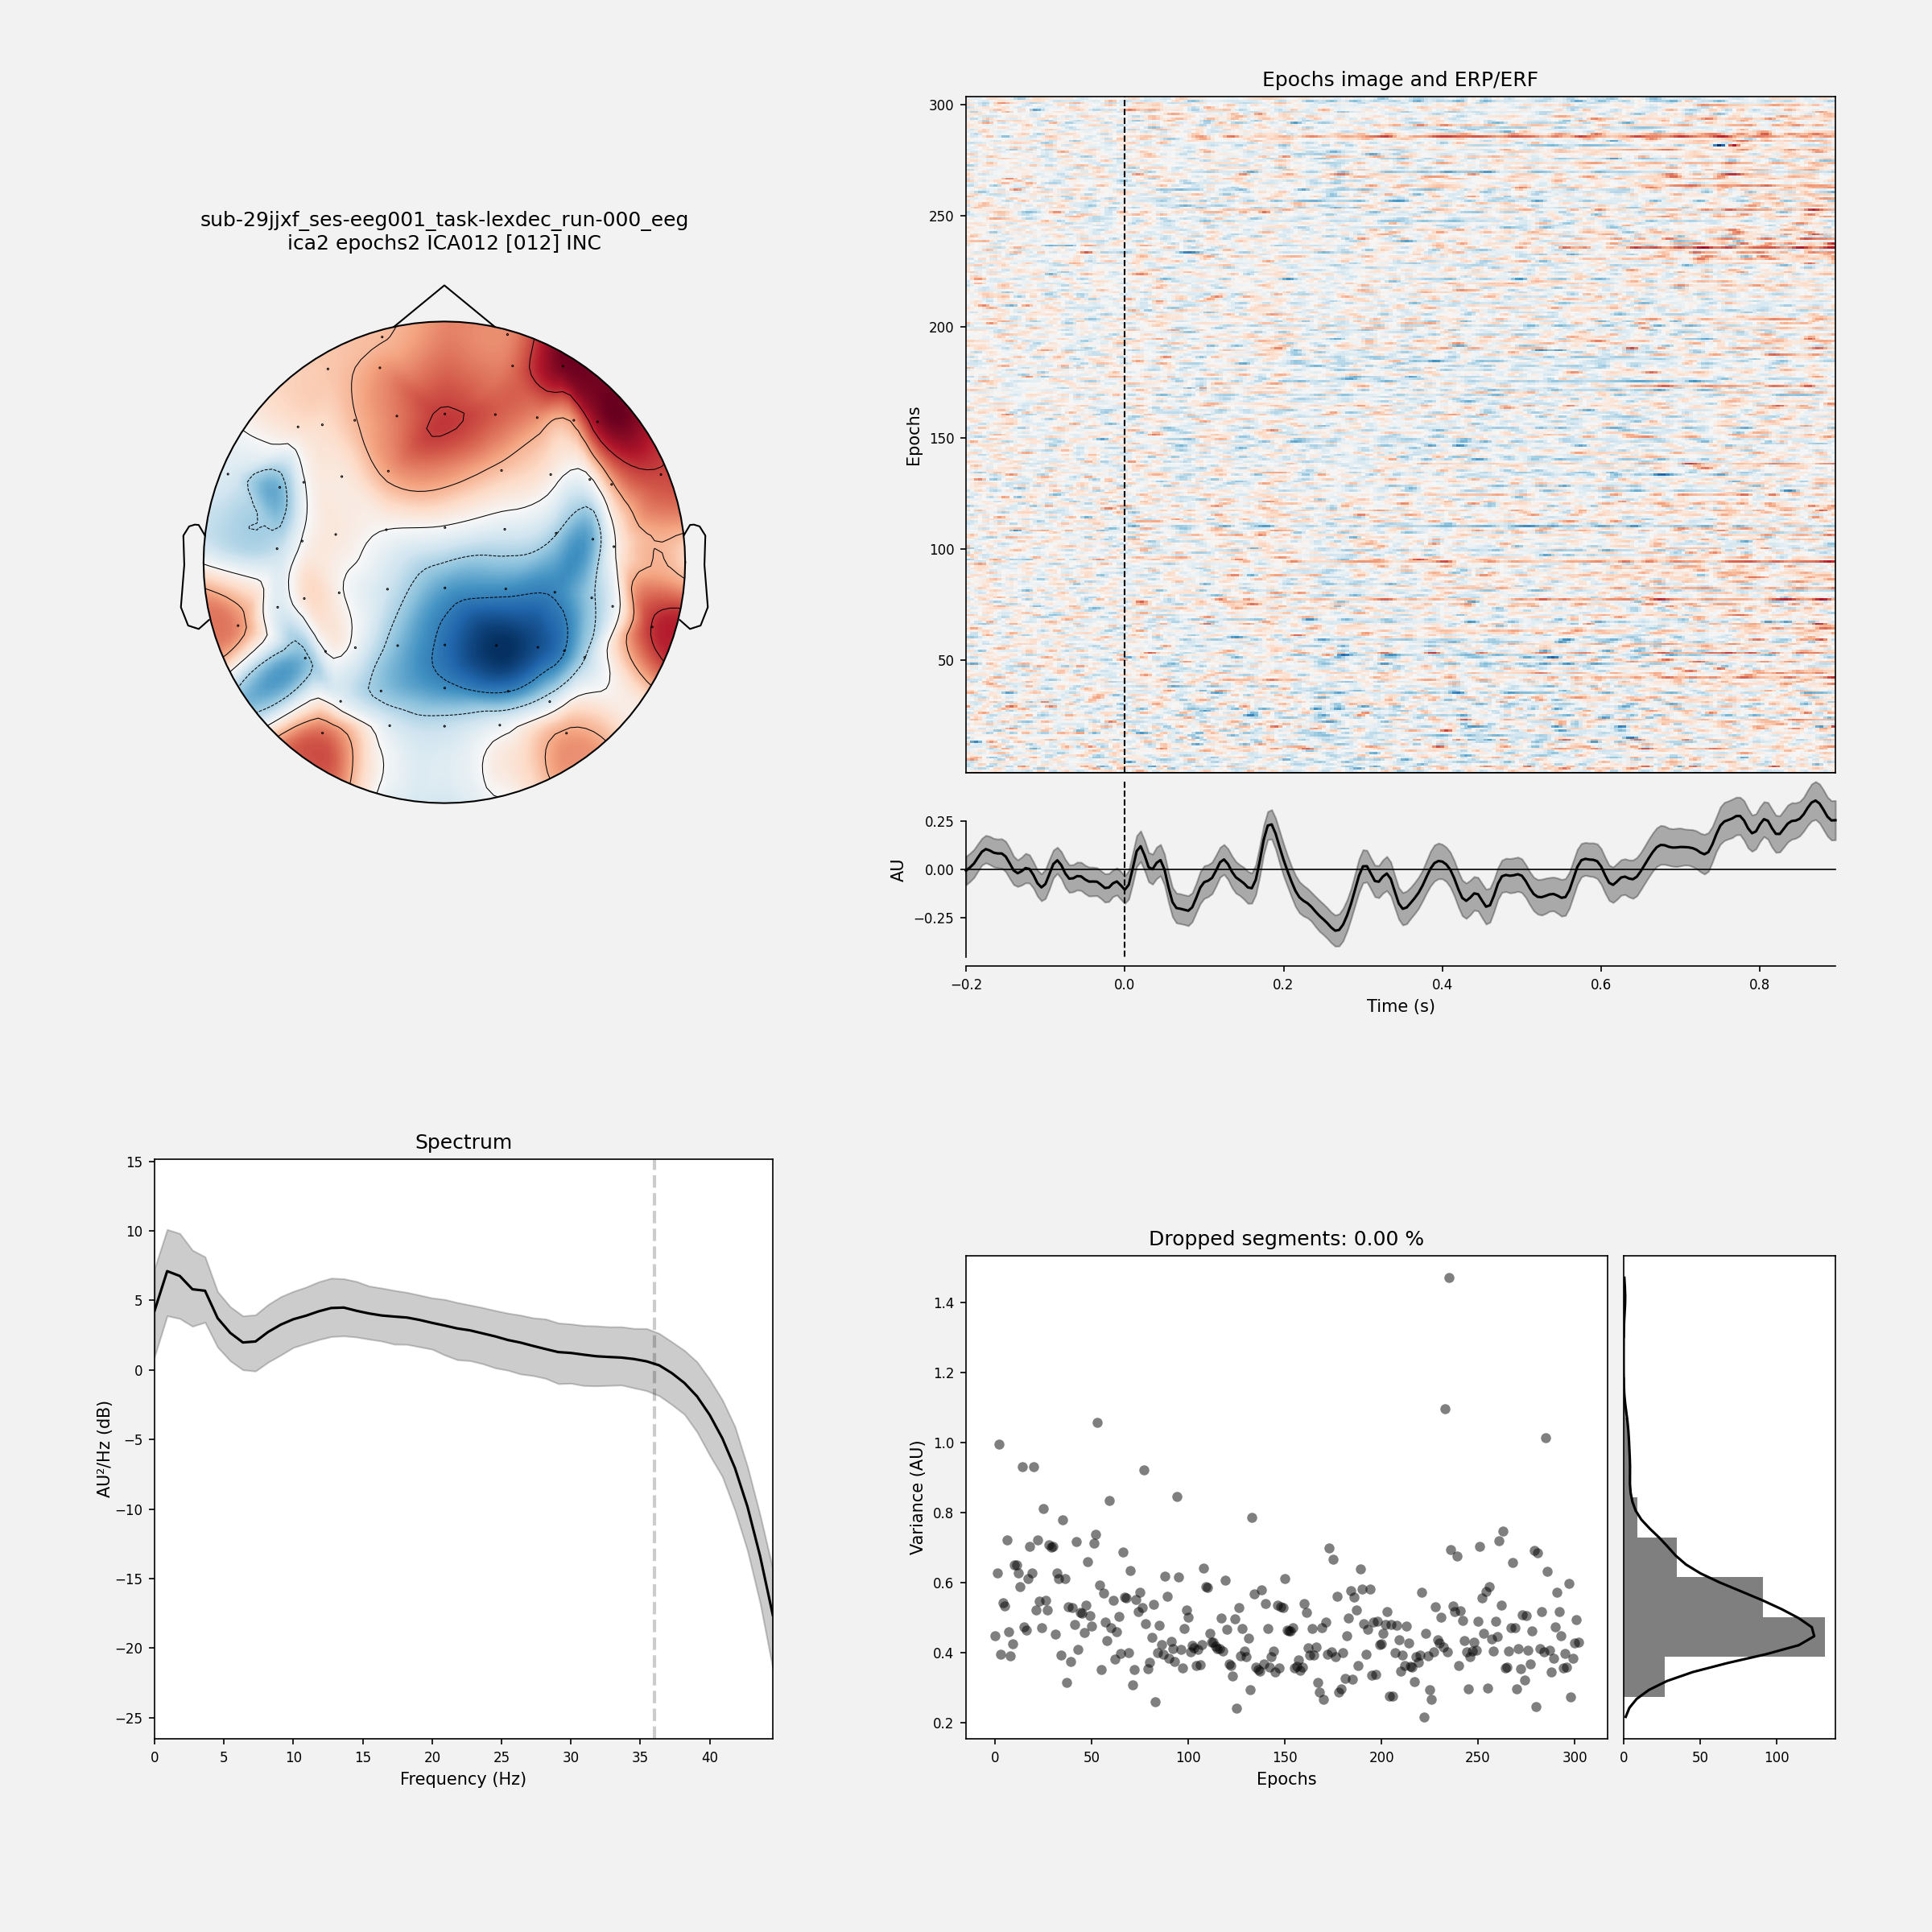 sub-29jjxf_ses-eeg001_task-lexdec_run-000_eeg
ica2 epochs2 ICA012 [012] INC
Epochs image and ERP/ERF
300
250
200
150
100
50
Epochs
0.25
0.00
−0.25
AU
−0.2 0.0 0.2 0.4 0.6 0.8
Time (s)
Spectrum
15
10
5
0
−5
−10
−15
−20
−25
AU²/Hz (dB)
0 5 10 15 20 25 30 35 40
Frequency (Hz)
Dropped segments: 0.00 %
1.4
1.2
1.0
0.8
0.6
0.4
0.2
Variance (AU)
0 50 100 150 200 250 300
Epochs
0 50 100